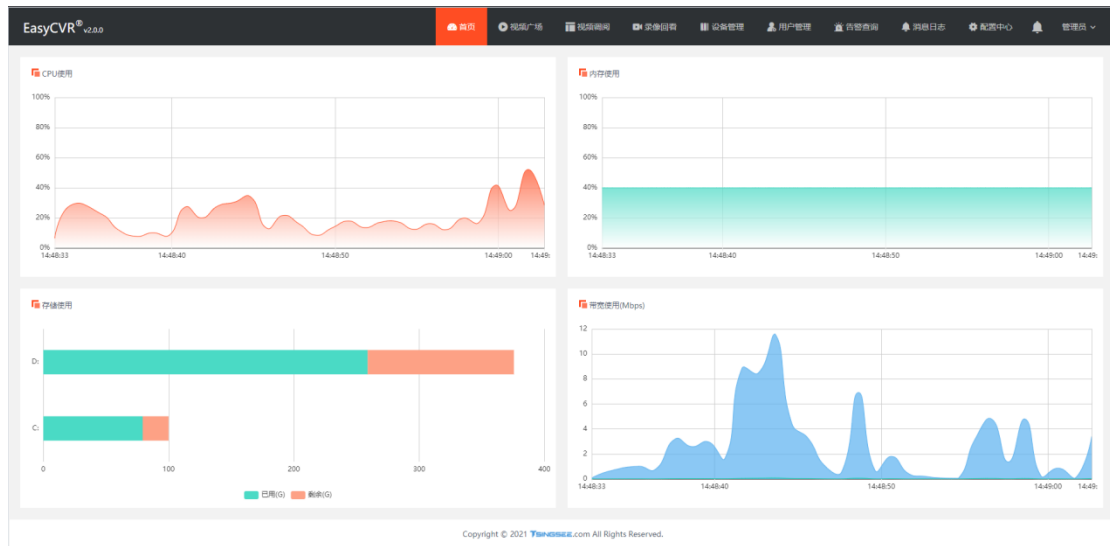 EasyCVR® v2.0.0 首页 视频广场 视频调阅 录像回看 设备管理 用户管理 告警查询 消息日志 配置中心 管理员
CPU使用
100%
80%
60%
40%
20%
0%
14:48:33 14:48:40 14:48:50 14:49:00 14:49:
内存使用
100%
80%
60%
40%
20%
0%
14:48:33 14:48:40 14:48:50 14:49:00 14:49:
存储使用
D:
C:
0 100 200 300 400
已用(G) 剩余(G)
带宽使用(Mbps)
12
10
8
6
4
2
0
14:48:33 14:48:40 14:48:50 14:49:00 14:49:
Copyright © 2021 TSINGSEE.com All Rights Reserved.